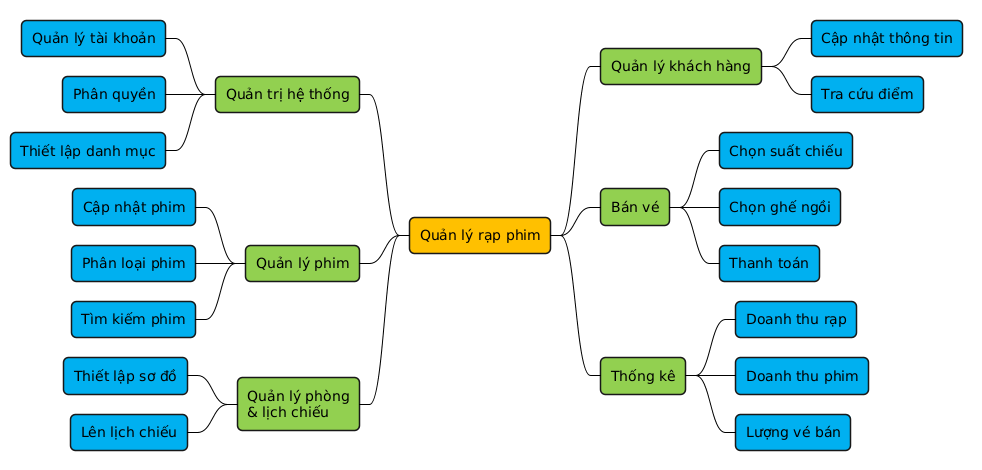 Quản lý rạp phim
Quản trị hệ thống
Quản lý tài khoản
Phân quyền
Thiết lập danh mục
Quản lý phim
Cập nhật phim
Phân loại phim
Tìm kiếm phim
Quản lý phòng
& lịch chiếu
Thiết lập sơ đồ
Lên lịch chiếu
Quản lý khách hàng
Cập nhật thông tin
Tra cứu điểm
Bán vé
Chọn suất chiếu
Chọn ghế ngồi
Thanh toán
Thống kê
Doanh thu rạp
Doanh thu phim
Lượng vé bán